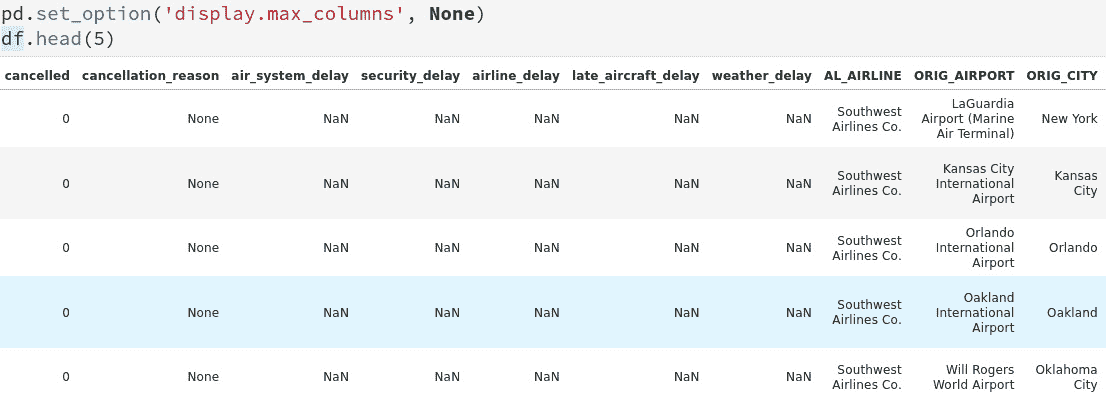 pd.set_option('display.max_columns', None)
df.head(5)
cancelled cancellation_reason air_system_delay security_delay airline_delay late_aircraft_delay weather_delay AL_AIRLINE ORIG_AIRPORT ORIG_CITY
0 None NaN NaN NaN NaN NaN Southwest Airlines Co. LaGuardia Airport (Marine Air Terminal) New York
0 None NaN NaN NaN NaN NaN Southwest Airlines Co. Kansas City International Airport Kansas City
0 None NaN NaN NaN NaN NaN Southwest Airlines Co. Orlando International Airport Orlando
0 None NaN NaN NaN NaN NaN Southwest Airlines Co. Oakland International Airport Oakland
0 None NaN NaN NaN NaN NaN Southwest Airlines Co. Will Rogers World Airport Oklahoma City